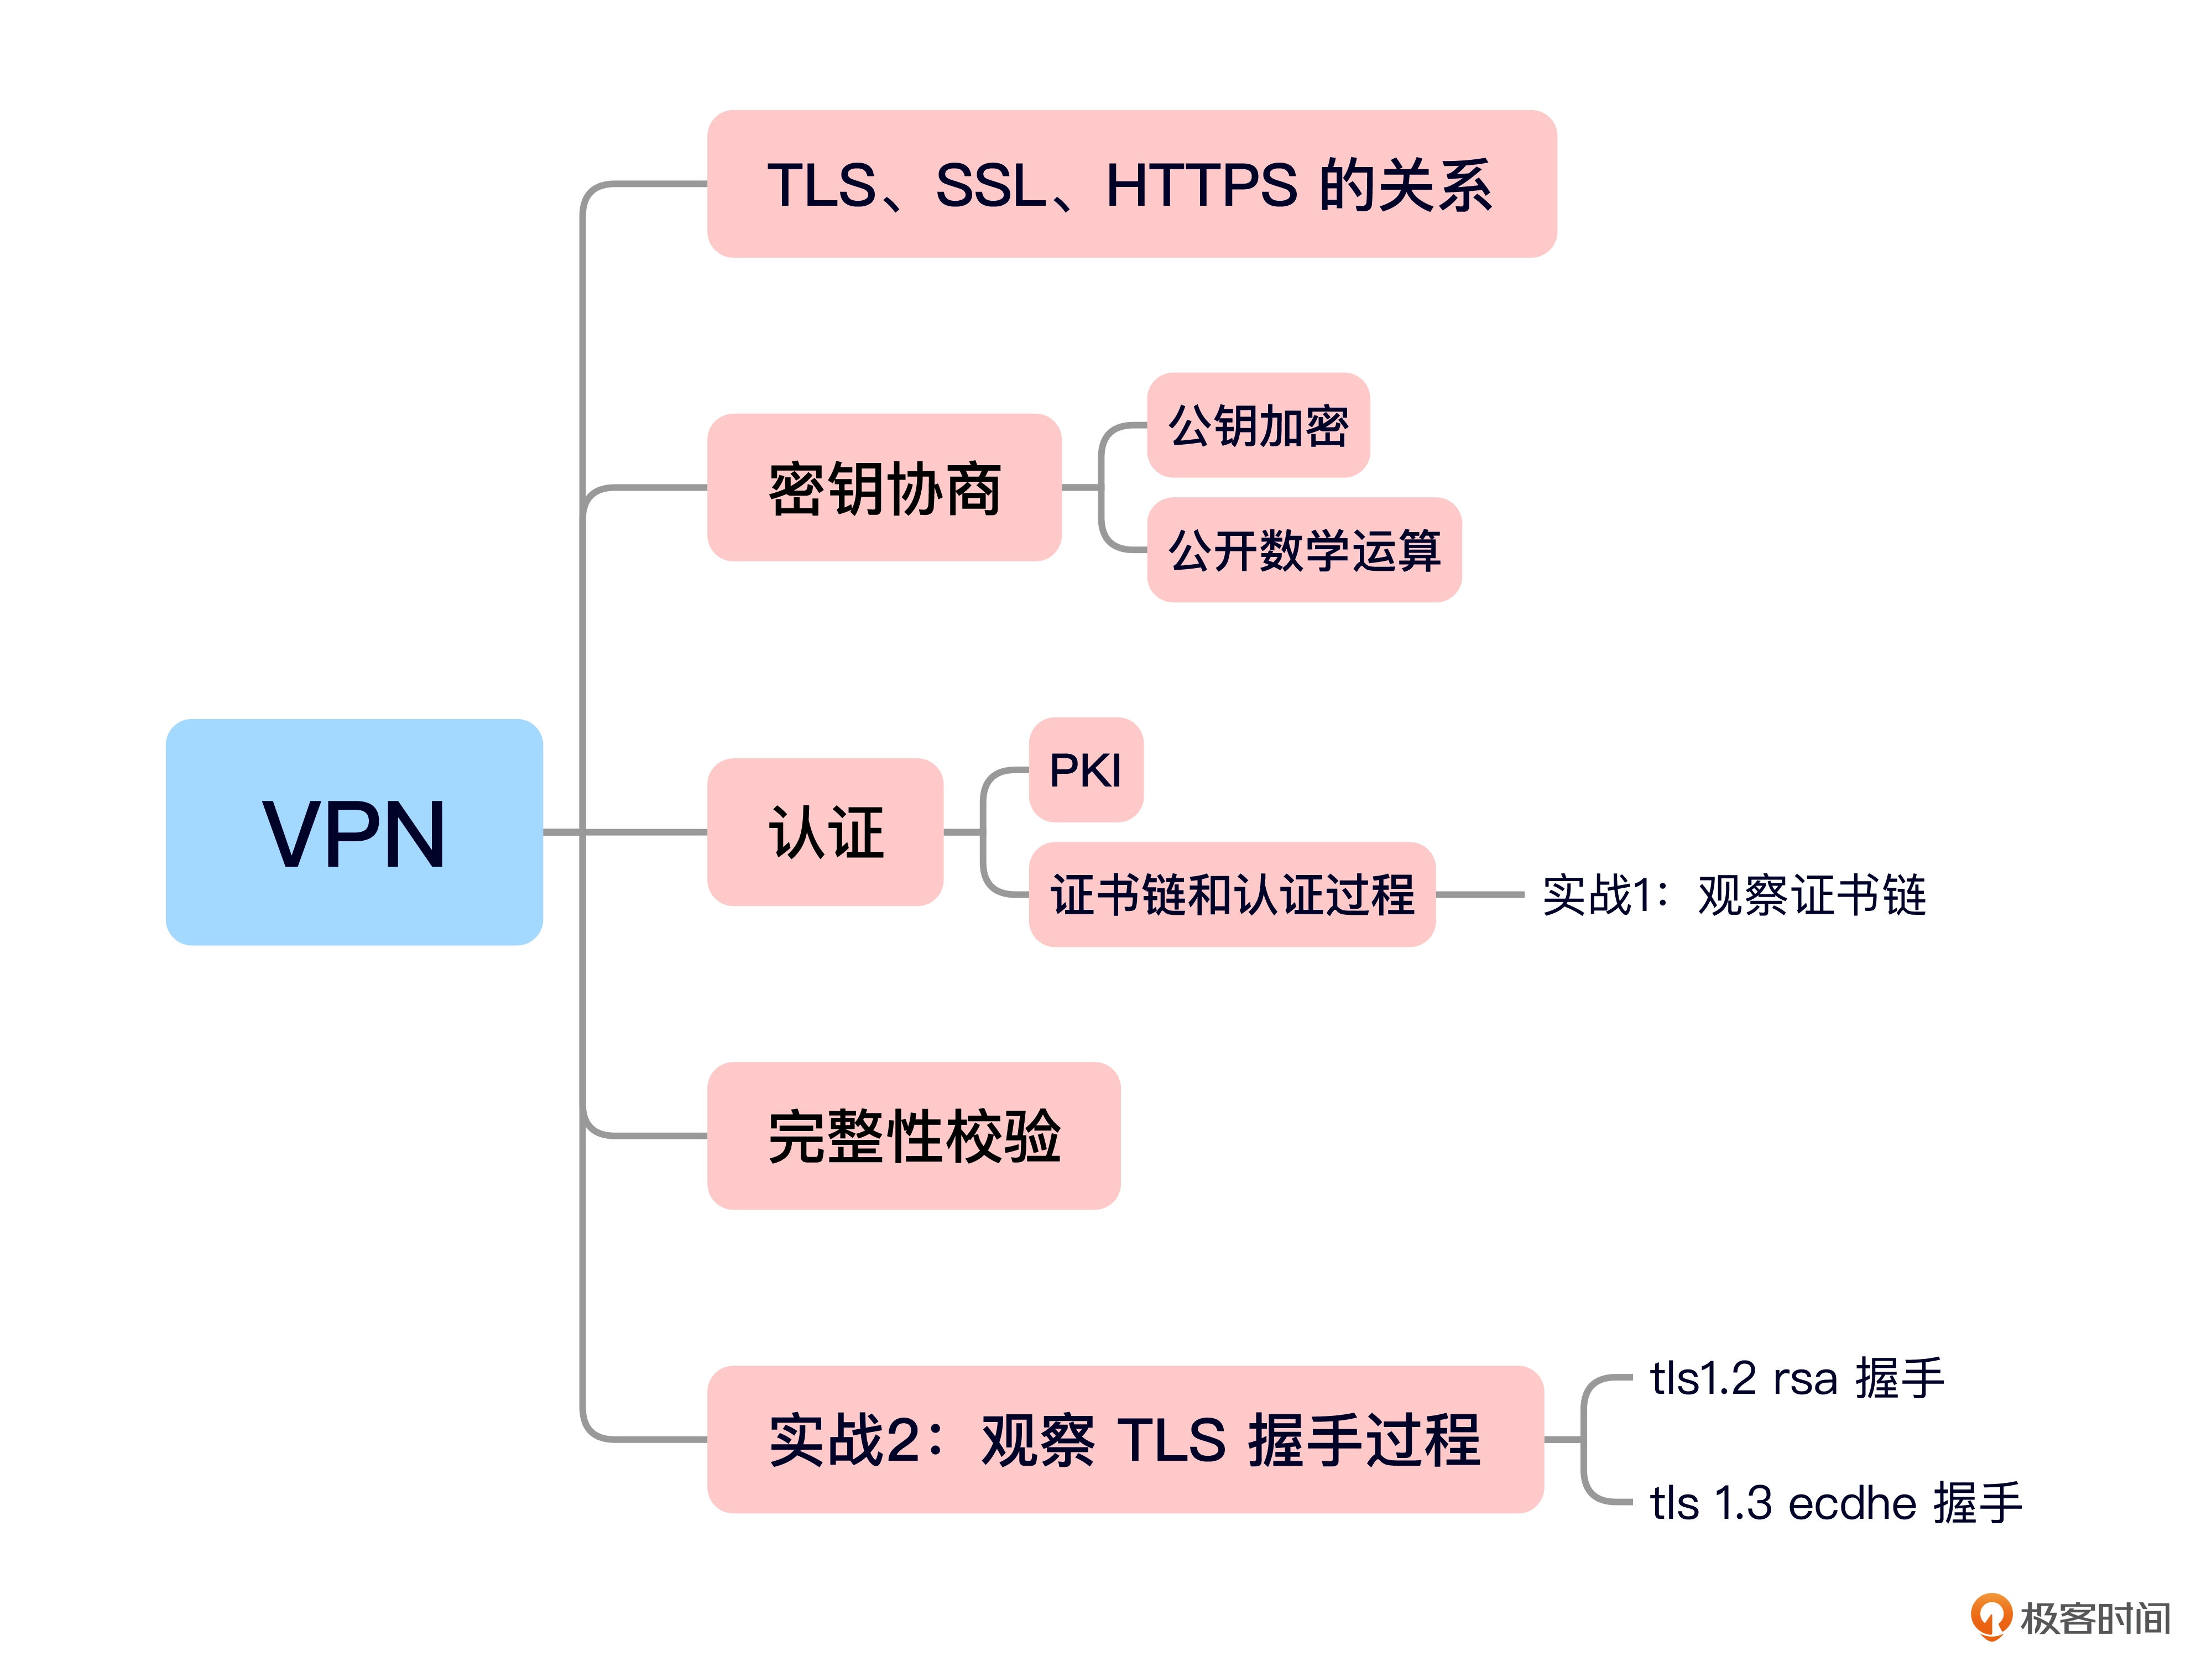 TLS、SSL、HTTPS 的关系
密钥协商
公钥加密
公开数学运算
VPN
认证
PKI
证书链和认证过程
实战1：观察证书链
完整性校验
实战2：观察 TLS 握手过程
tls1.2 rsa 握手
tls 1.3 ecdhe 握手
极客时间